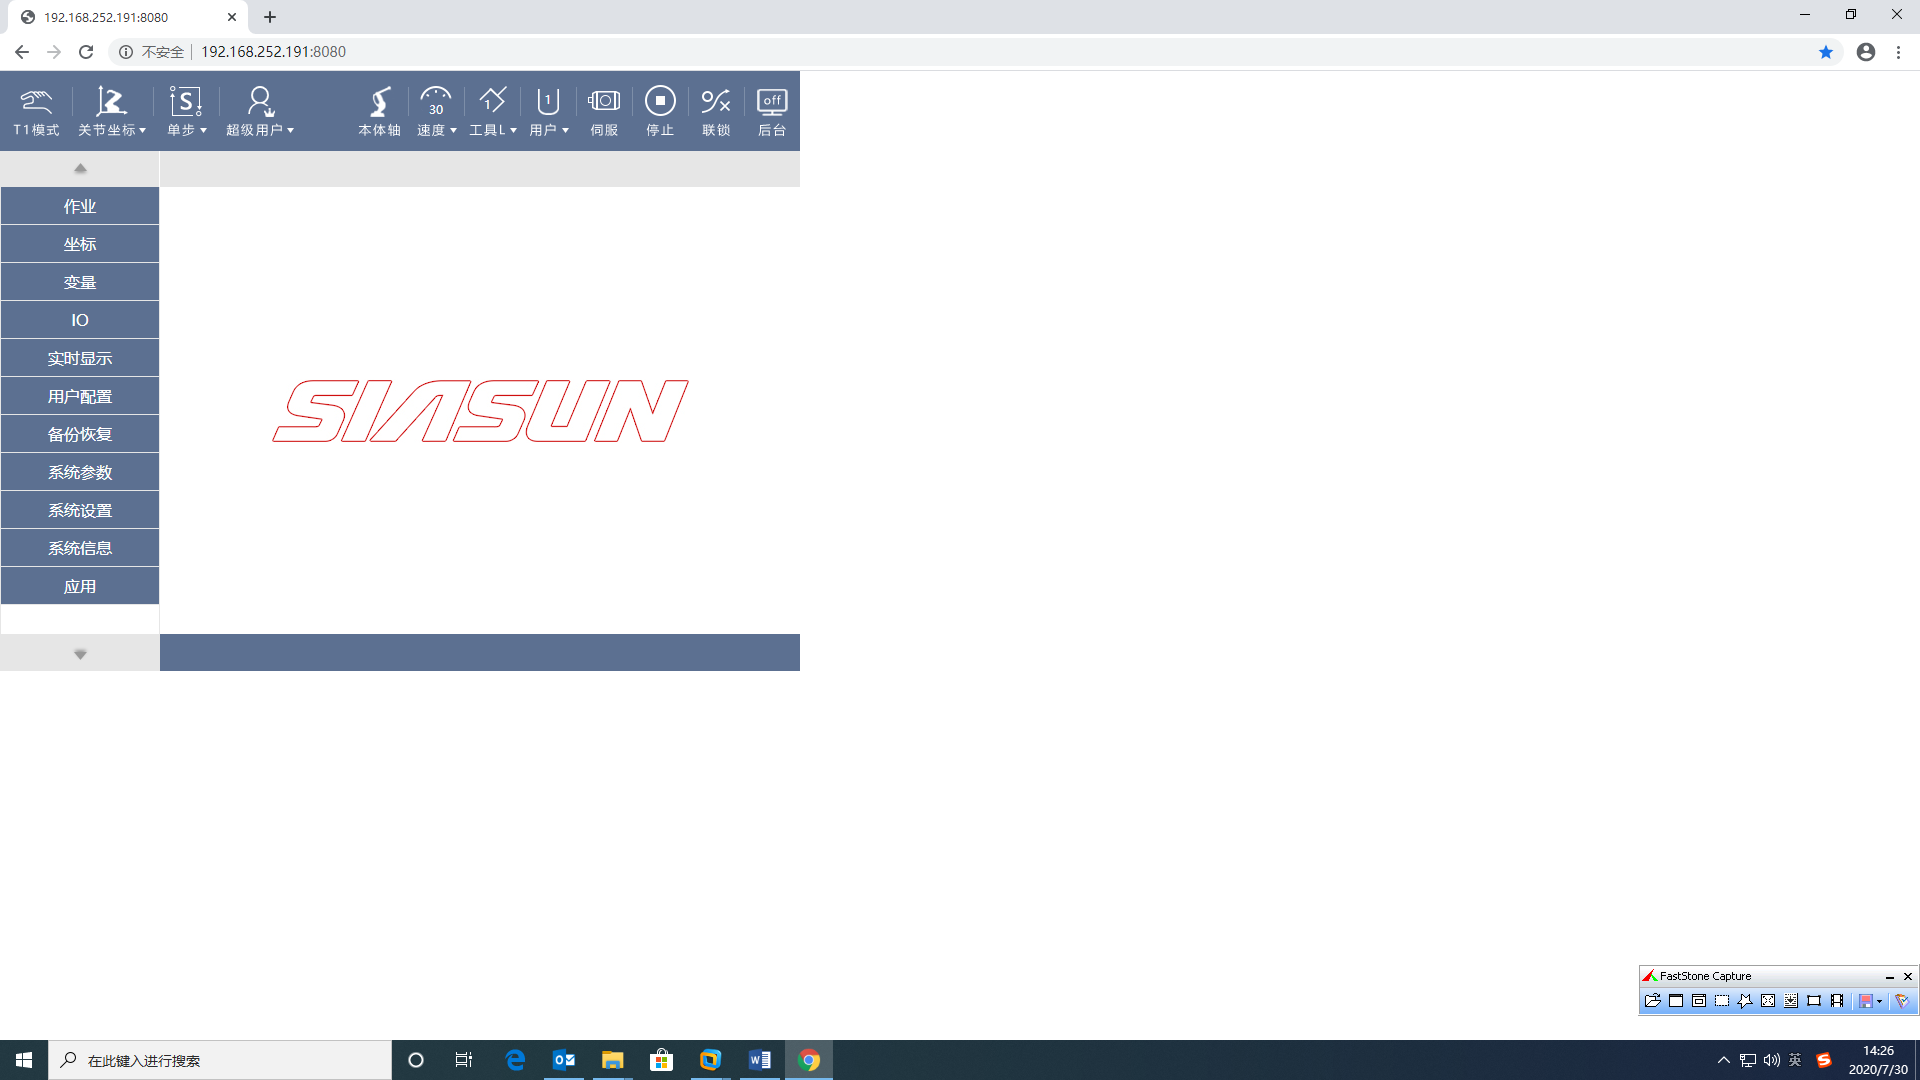 192.168.252.191:8080
不安全 192.168.252.191:8080
S 30 1 1 off
T1模式 关节坐标 单步 超级用户 本体轴 速度 工具L 用户 伺服 停止 联锁 后台
作业
坐标
变量
IO
实时显示
用户配置
备份恢复
系统参数
系统设置
系统信息
应用
SIASUN
FastStone Capture
在此键入进行搜索
英
14:26
2020/7/30